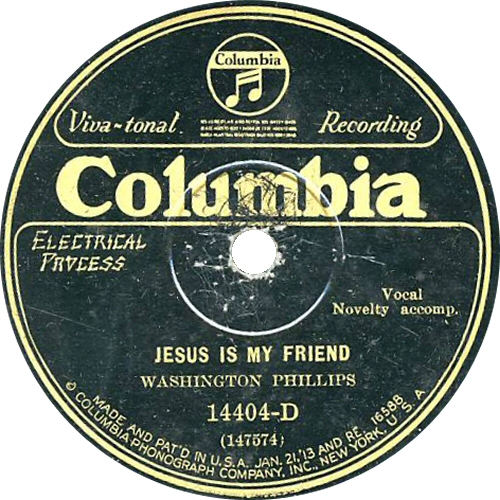 Columbia
Viva-tonal Recording
Columbia
ELECTRICAL
PROCESS
Vocal
Novelty accomp.
JESUS IS MY FRIEND
WASHINGTON PHILLIPS
14404-D
(147574)
MADE AND PAT'D IN U.S.A. JAN. 21,'13 AND RE. 16588
© COLUMBIA PHONOGRAPH COMPANY, INC., NEW YORK, U.S.A.